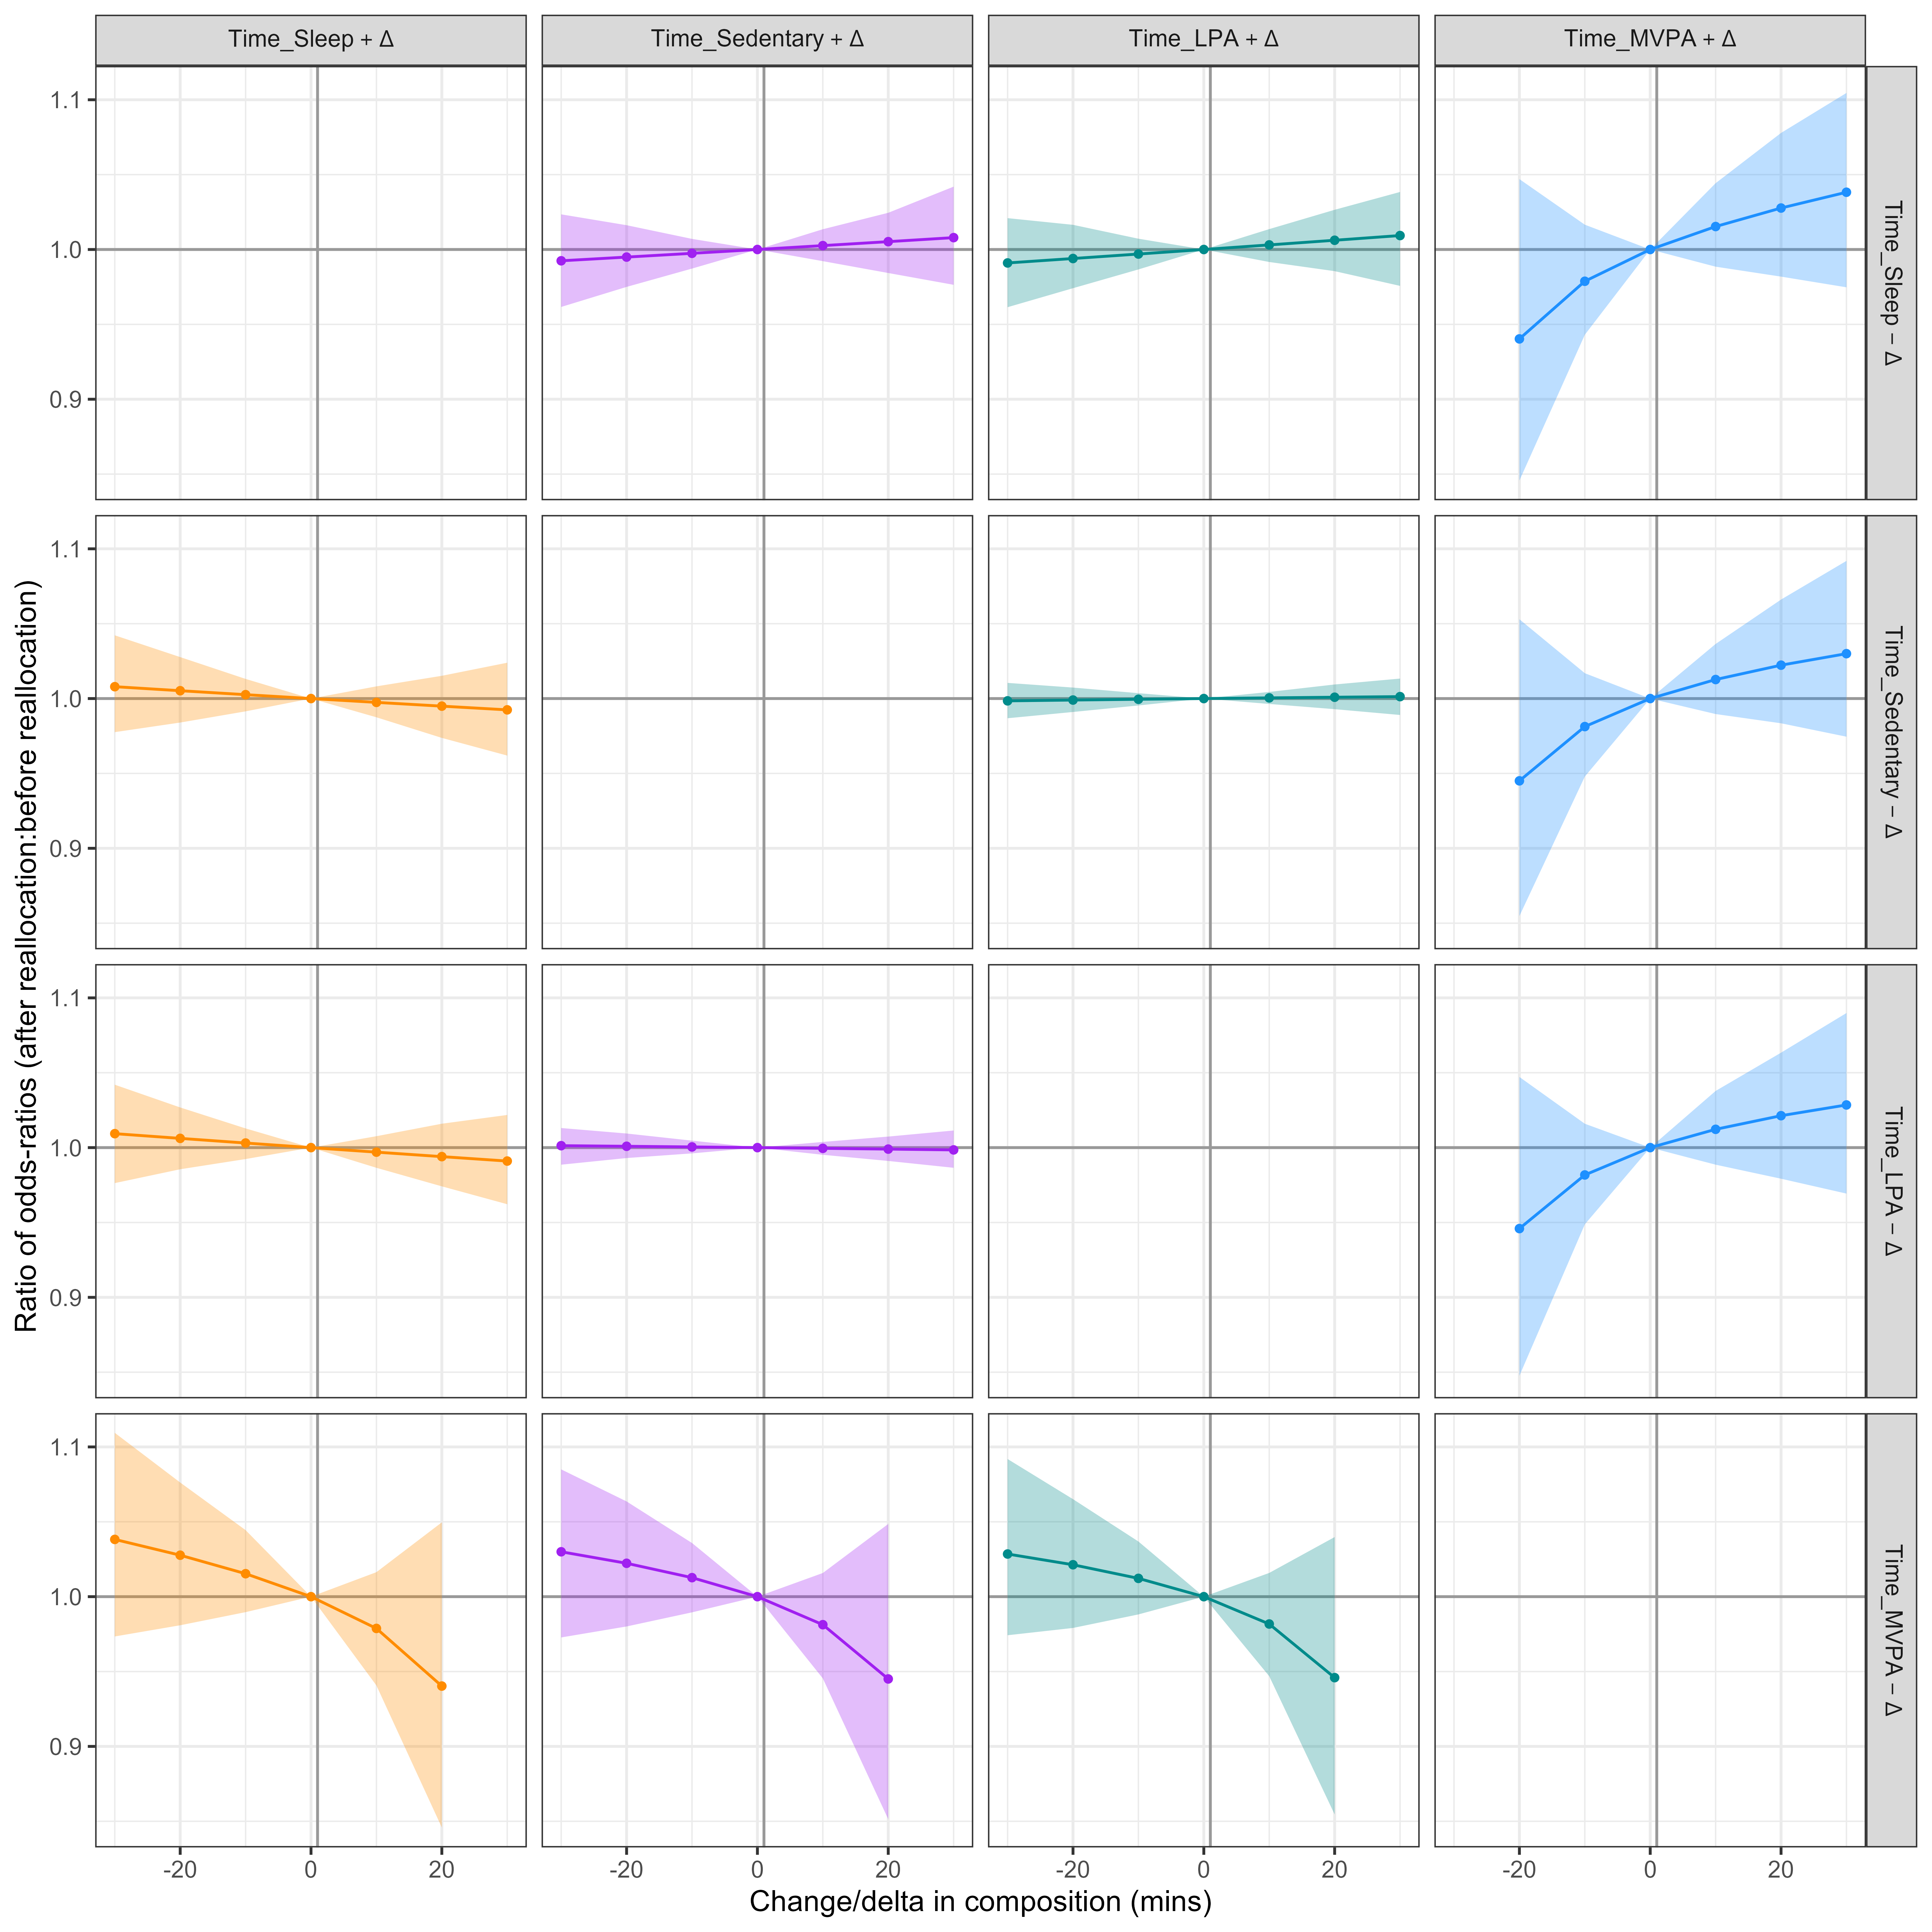 Time_Sleep + Δ
Time_Sedentary + Δ
Time_LPA + Δ
Time_MVPA + Δ
1.1
1.0
0.9
Time_Sleep − Δ
1.1
1.0
0.9
Time_Sedentary − Δ
1.1
1.0
0.9
Time_LPA − Δ
1.1
1.0
0.9
Time_MVPA − Δ
Ratio of odds-ratios (after reallocation:before reallocation)
-20 0 20
-20 0 20
-20 0 20
-20 0 20
Change/delta in composition (mins)